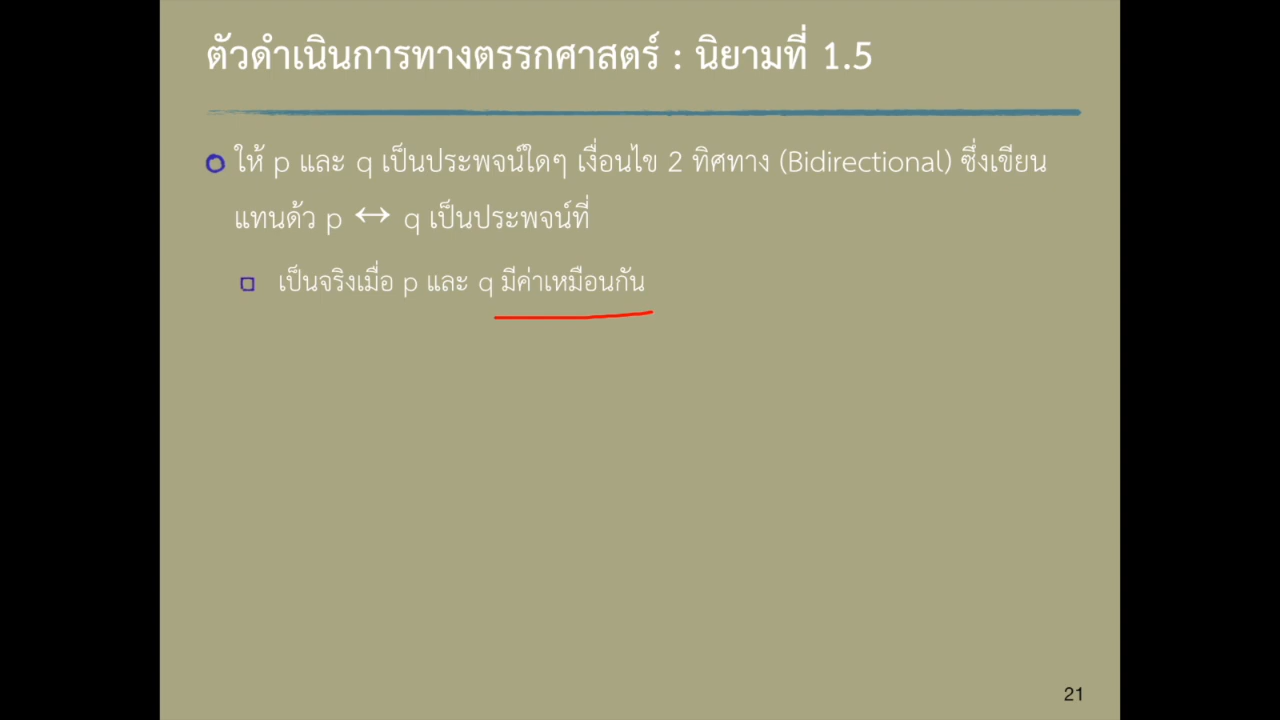 ตัวดำเนินการทางตรรกศาสตร์ : นิยามที่ 1.5
ให้ p และ q เป็นประพจน์ใดๆ เงื่อนไข 2 ทิศทาง (Bidirectional) ซึ่งเขียน
แทนด้ว p ↔ q เป็นประพจน์ที่
เป็นจริงเมื่อ p และ q มีค่าเหมือนกัน
21